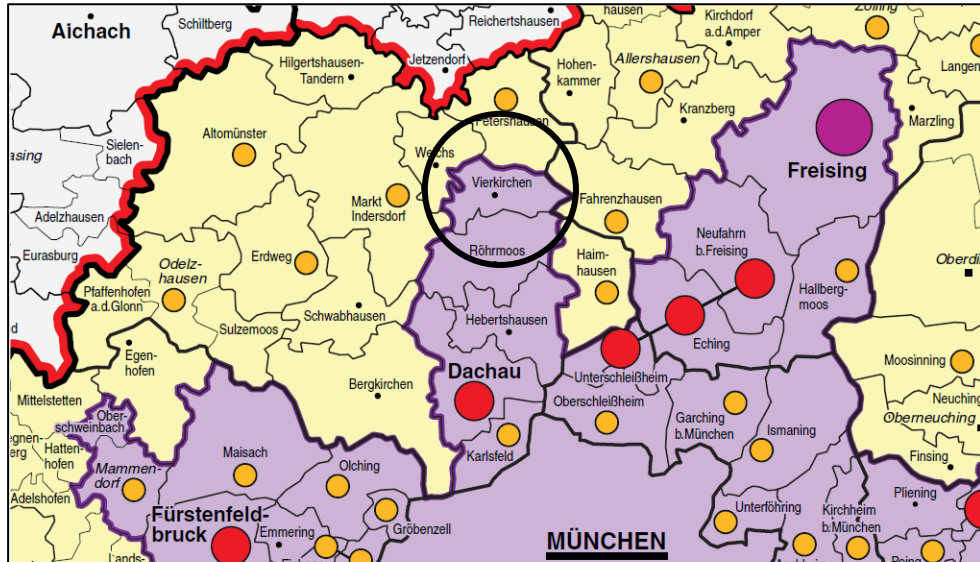 Aichach
Schiltberg
Reichertshausen
hausen
Kirchdorf
a.d.Amper
Zolling
Jetzendorf
Hilgertshausen-
Tandern
Hohen-
kammer
Allershausen
Langen-
Petershausen
Kranzberg
Marzling
Altomünster
Sielen-
bach
Weichs
Freising
Vierkirchen
Markt
Indersdorf
Fahrenzhausen
Adelzhausen
Neufahrn
b.Freising
Eurasburg
Röhrmoos
Erdweg
Haim-
hausen
Odelz-
hausen
Oberdi
Pfaffenhofen
a.d.Glonn
Hallberg-
moos
Schwabhausen
Hebertshausen
Sulzemoos
Eching
Egen-
hofen
Moosinning
Dachau
Unterschleißheim
Bergkirchen
Mittelstetten
Oberschleißheim
Neuching
Ober-
schweinbach
Garching
b.München
Ismaning
Oberneuching
Hatten-
hofen
Maisach
Karlsfeld
Finsing
Mammen-
dorf
Olching
Adelshofen
Unterföhring
Kirchheim
b.München
Pliening
Fürstenfeld-
bruck
Emmering
Gröbenzell
MÜNCHEN
Lands-